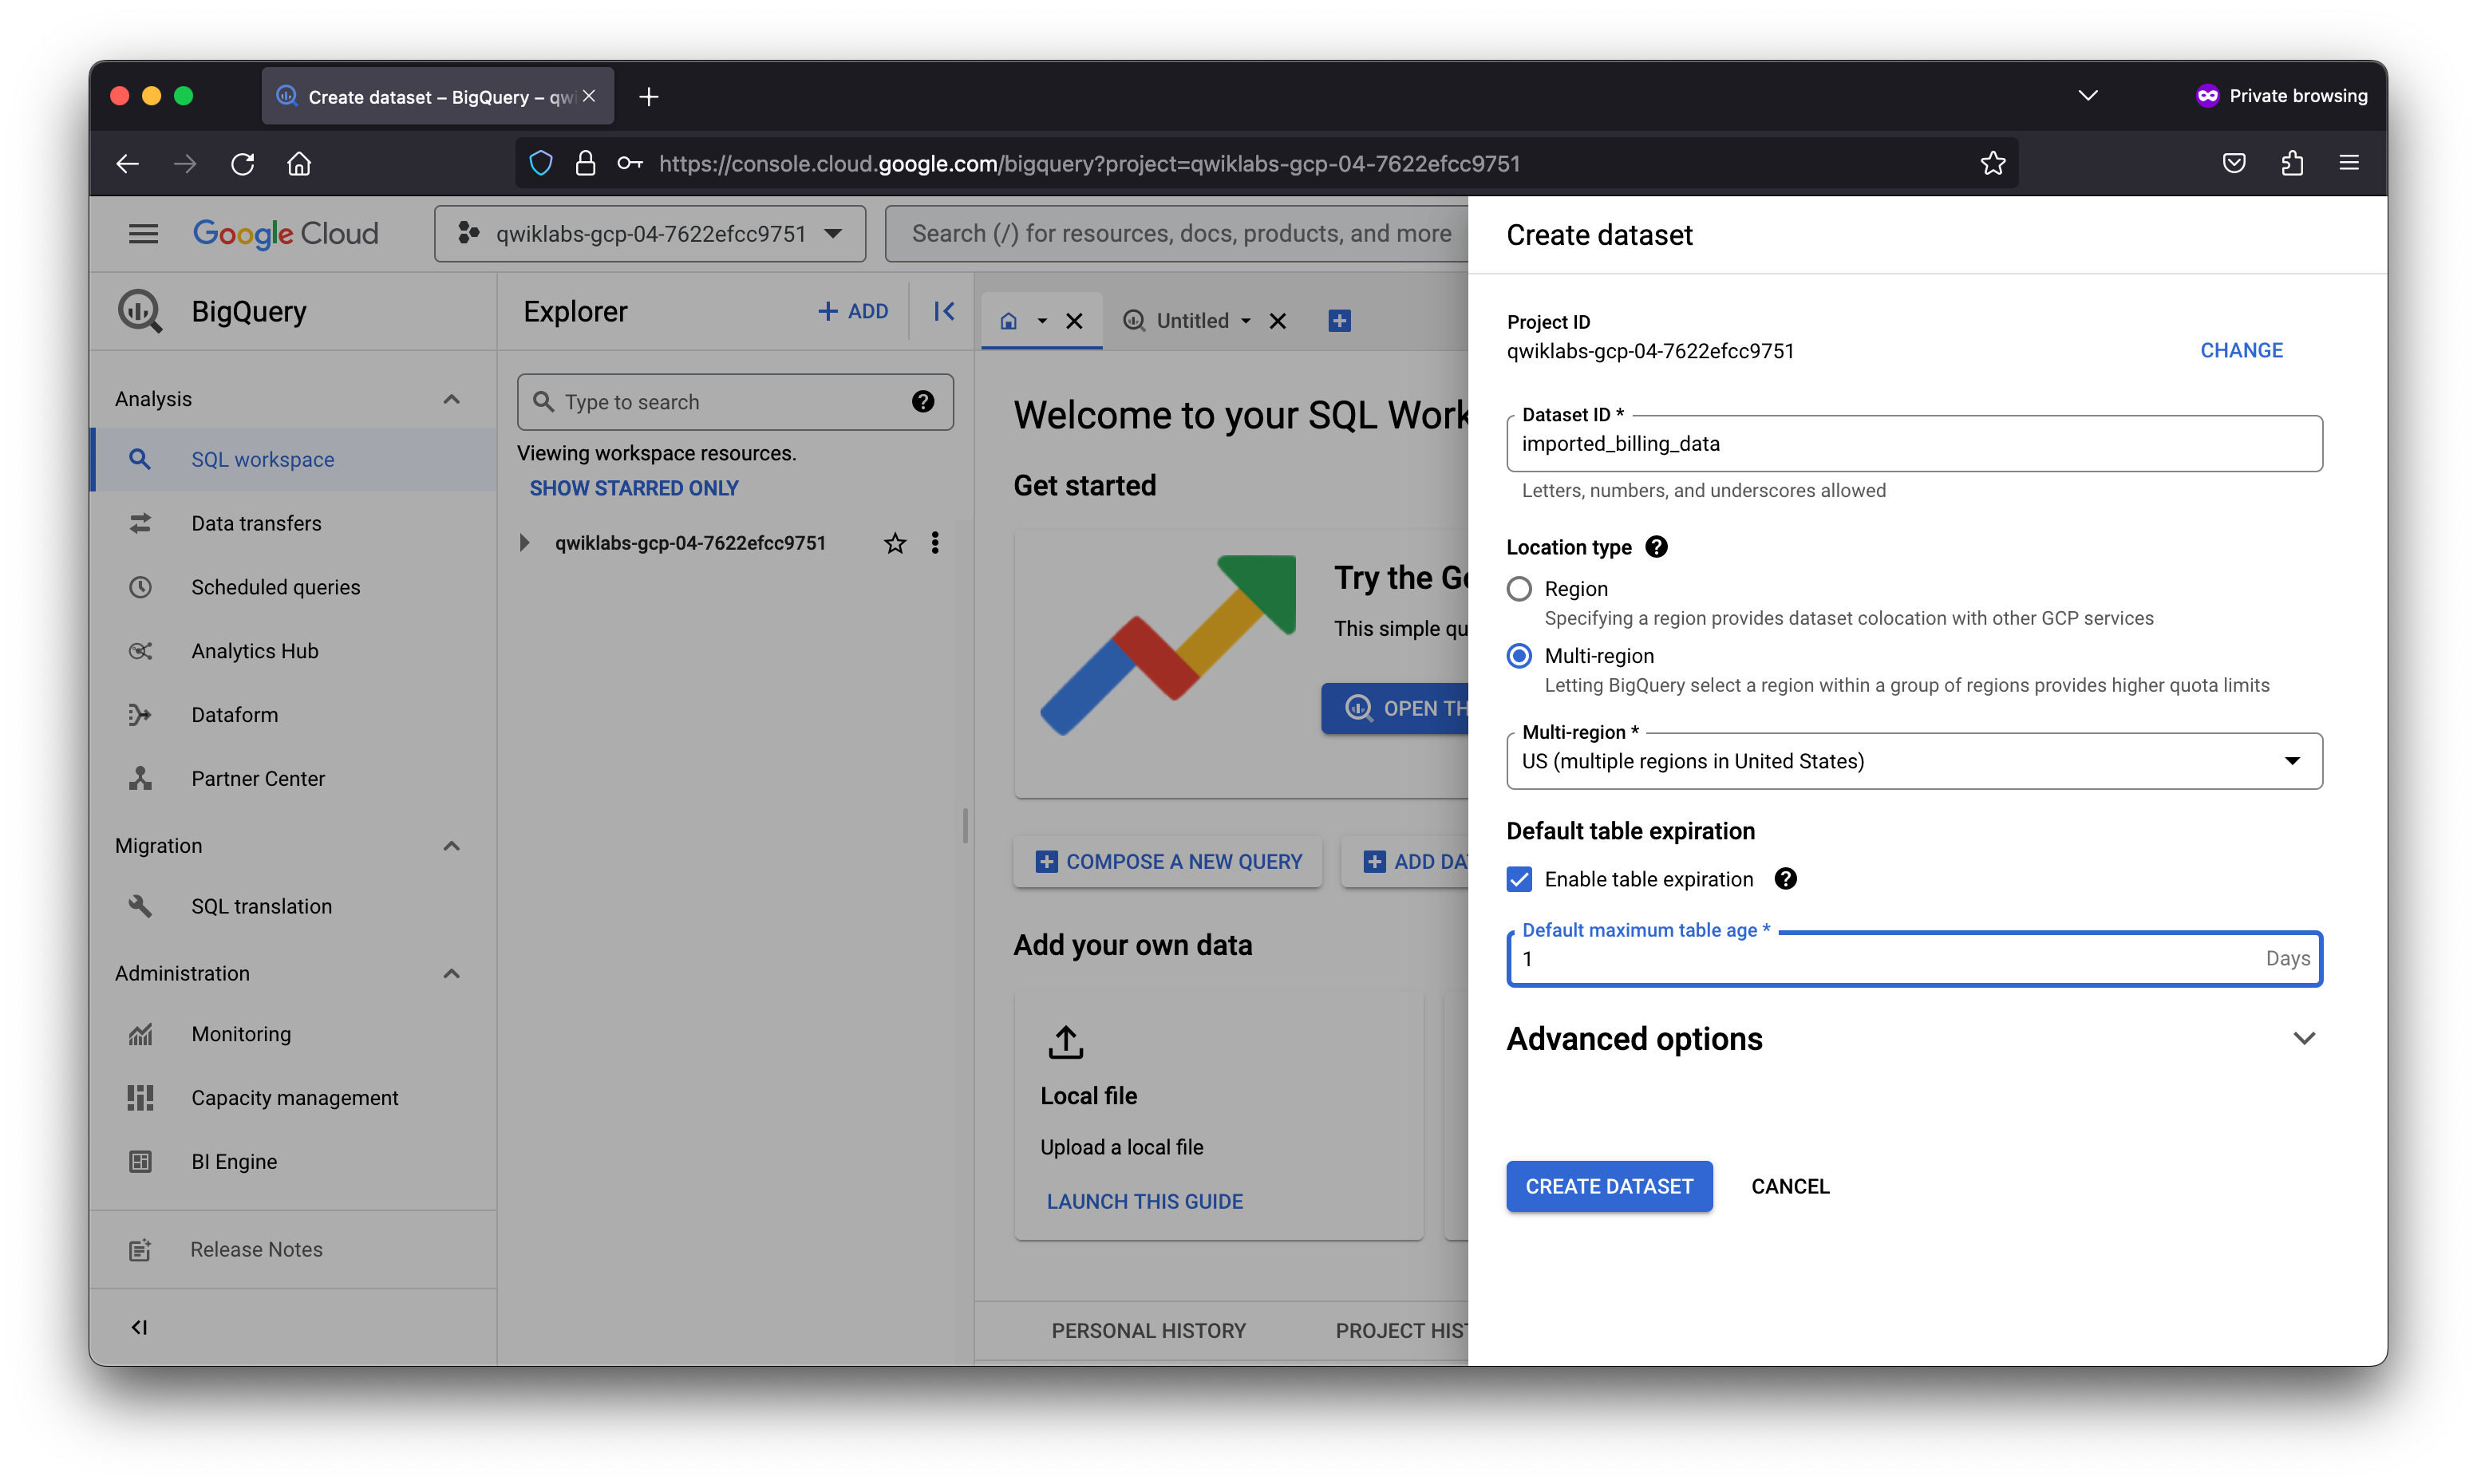 Create dataset – BigQuery – qwi
Private browsing
https://console.cloud.google.com/bigquery?project=qwiklabs-gcp-04-7622efcc9751
Google Cloud
qwiklabs-gcp-04-7622efcc9751
Search (/) for resources, docs, products, and more
BigQuery
Analysis
SQL workspace
Data transfers
Scheduled queries
Analytics Hub
Dataform
Partner Center
Migration
SQL translation
Administration
Monitoring
Capacity management
BI Engine
Release Notes
Explorer
+ ADD
Type to search
Viewing workspace resources.
SHOW STARRED ONLY
qwiklabs-gcp-04-7622efcc9751
Untitled
Welcome to your SQL Work
Get started
Try the Go
This simple qu
OPEN TH
COMPOSE A NEW QUERY
ADD DA
Add your own data
Local file
Upload a local file
LAUNCH THIS GUIDE
PERSONAL HISTORY
PROJECT HIST
Create dataset
Project ID
qwiklabs-gcp-04-7622efcc9751
CHANGE
Dataset ID *
imported_billing_data
Letters, numbers, and underscores allowed
Location type
Region
Specifying a region provides dataset colocation with other GCP services
Multi-region
Letting BigQuery select a region within a group of regions provides higher quota limits
Multi-region *
US (multiple regions in United States)
Default table expiration
Enable table expiration
Default maximum table age *
1
Days
Advanced options
CREATE DATASET
CANCEL